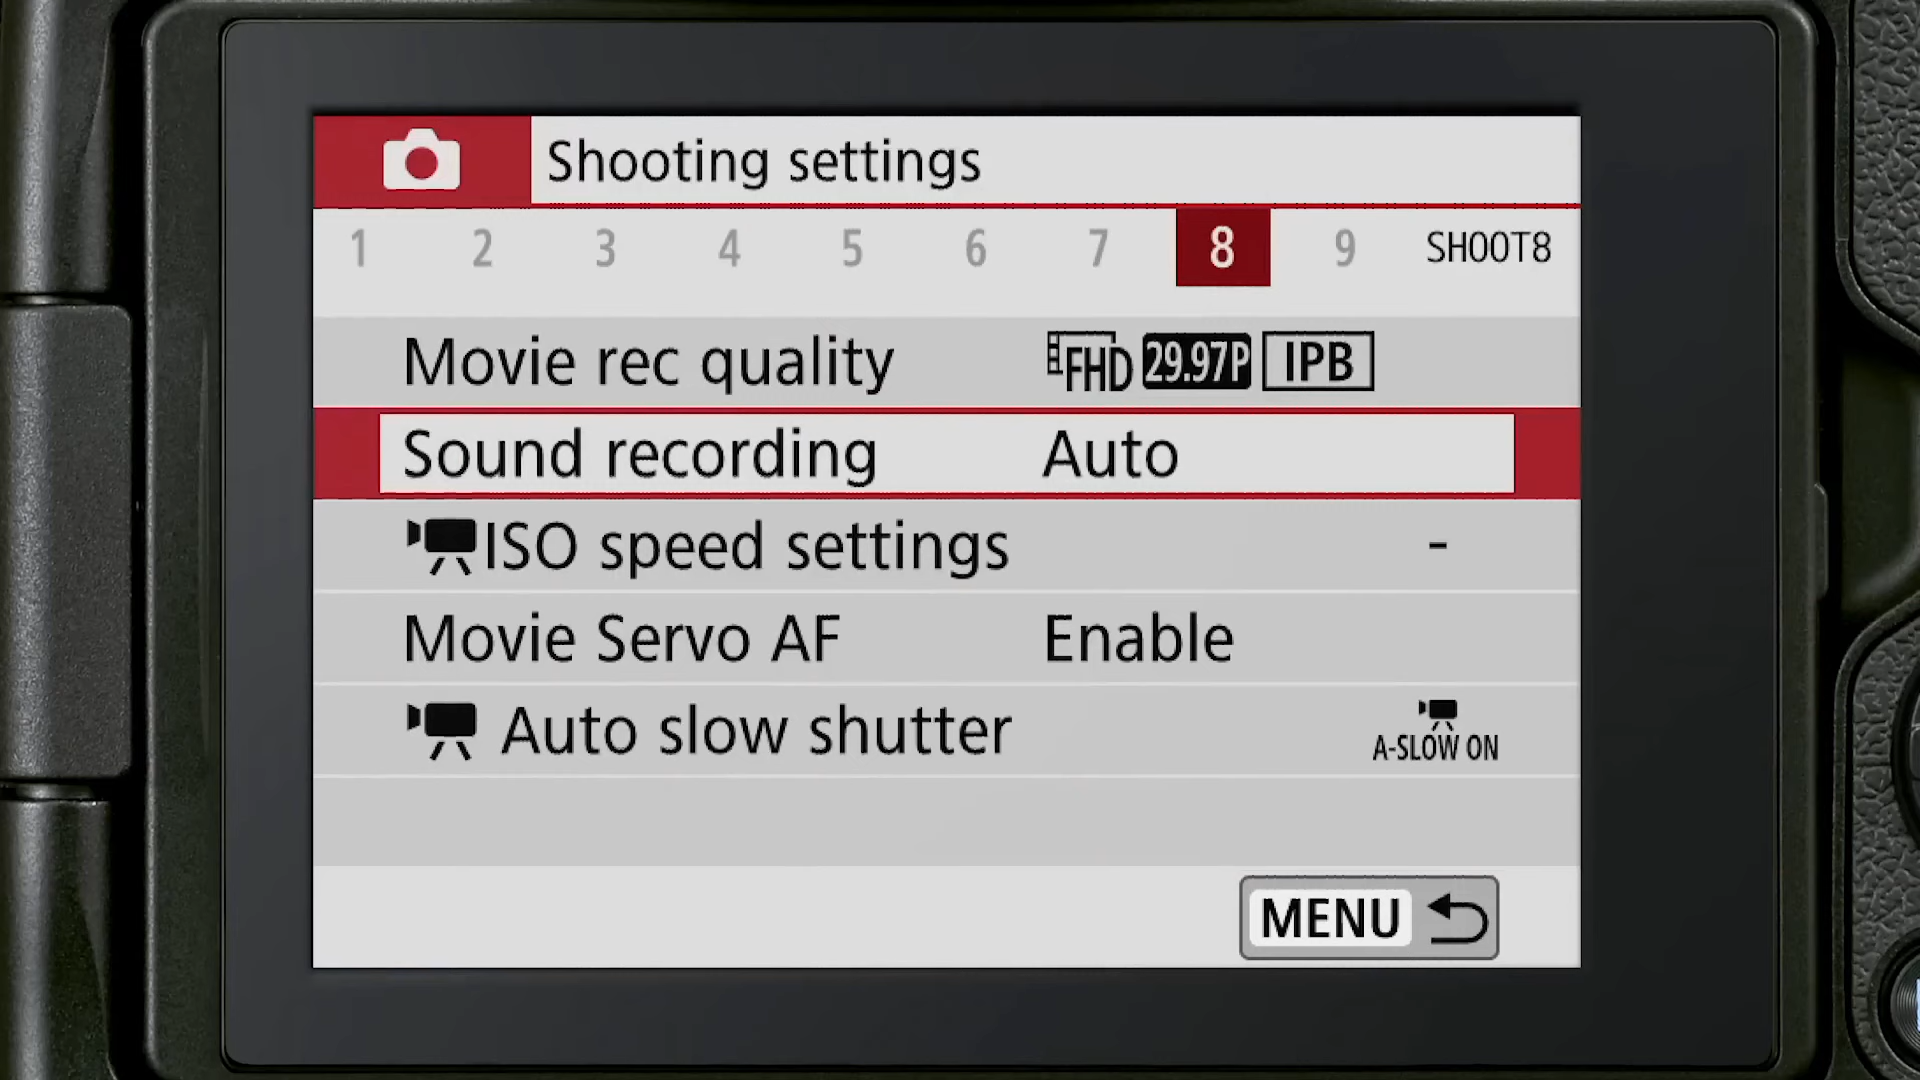 Shooting settings
1 2 3 4 5 6 7 8 9 SHOOT8
Movie rec quality FHD 29.97P IPB
Sound recording Auto
ISO speed settings -
Movie Servo AF Enable
Auto slow shutter A-SLOW ON
MENU